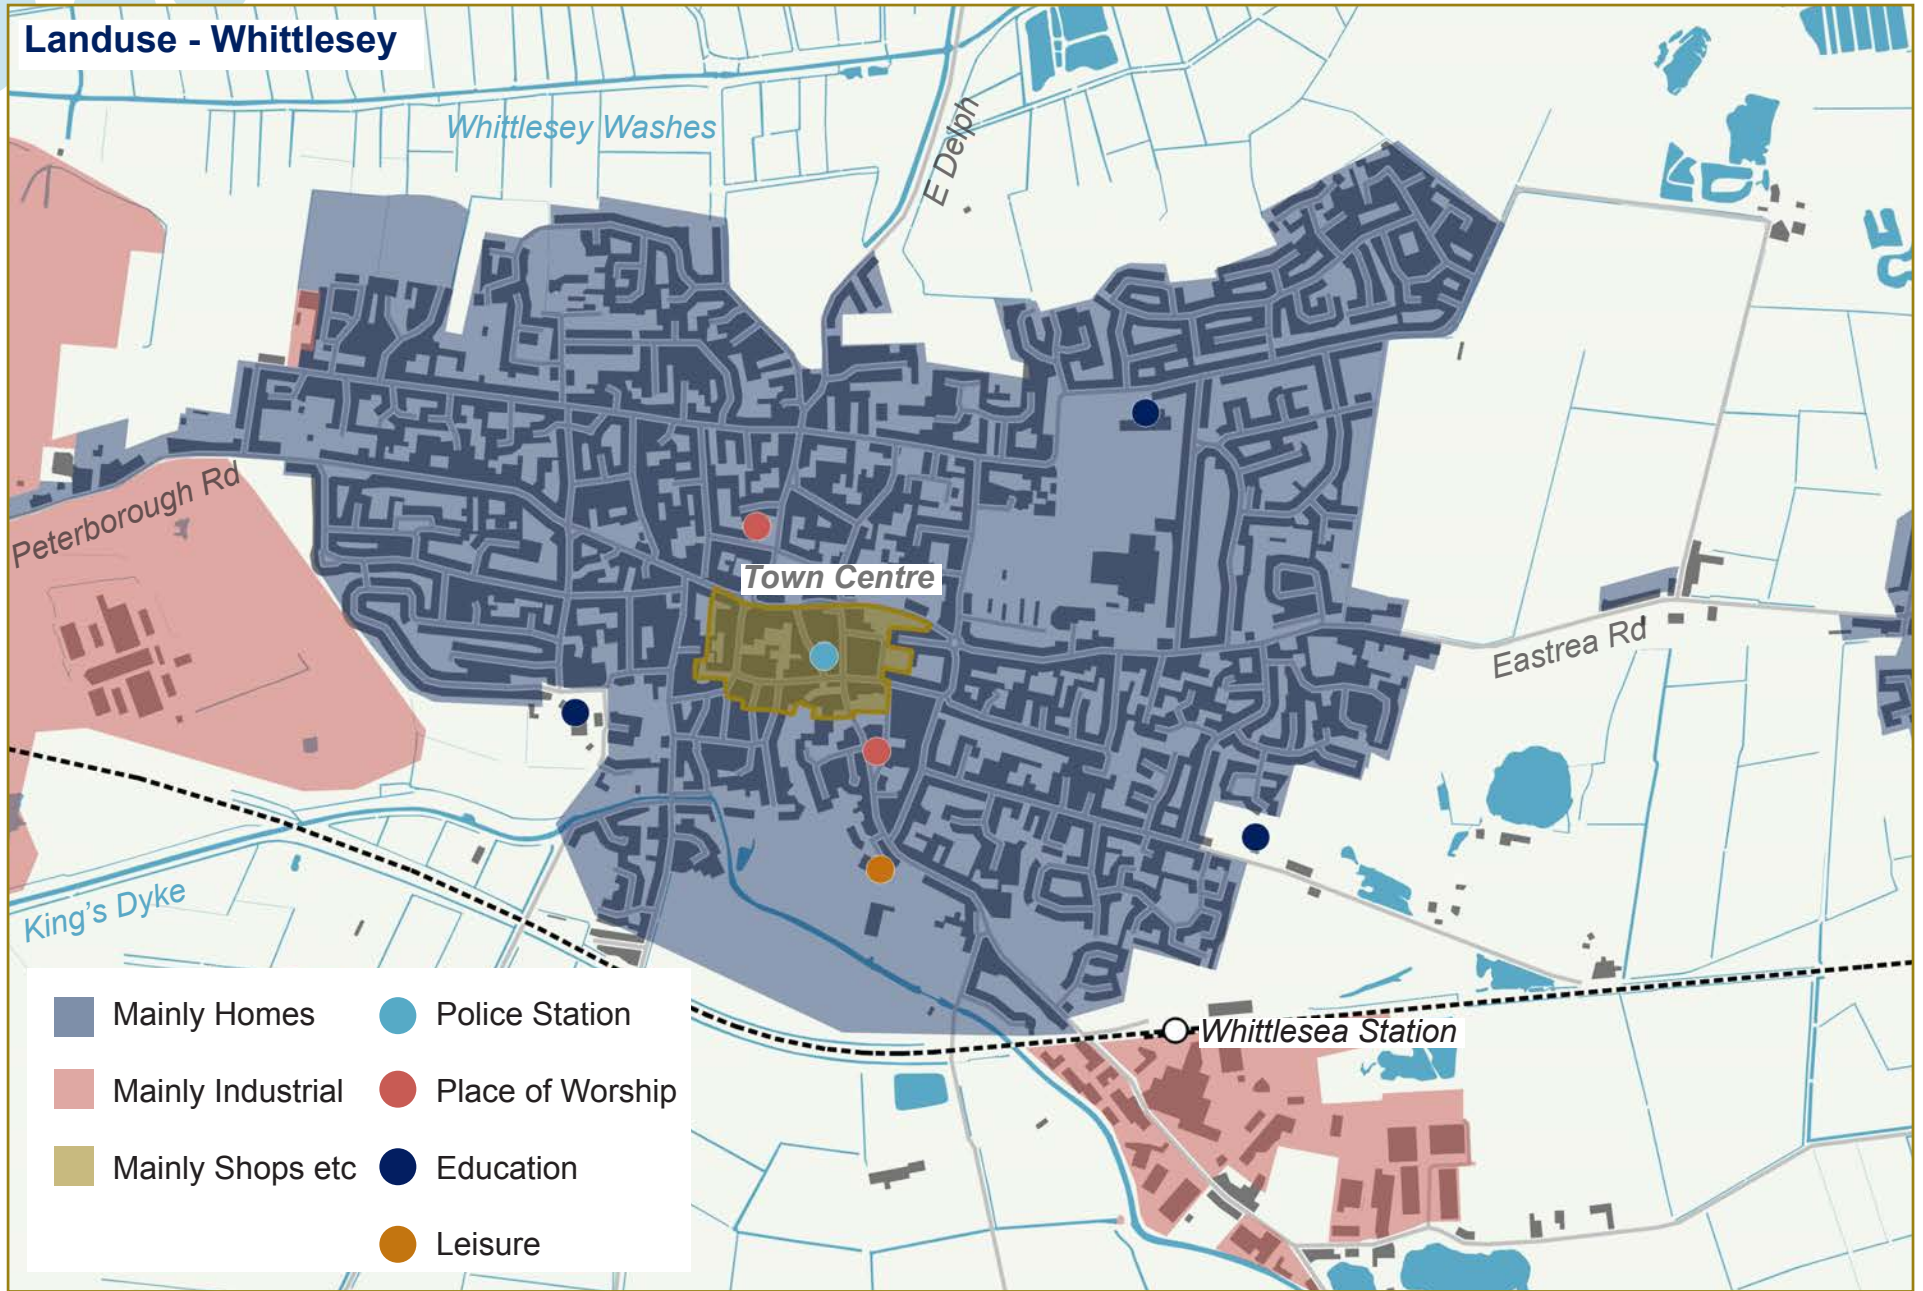 Landuse - Whittlesey
Whittlesey Washes
E Delph
Peterborough Rd
Town Centre
Eastrea Rd
King's Dyke
Whittlesea Station
Mainly Homes
Mainly Industrial
Mainly Shops etc
Police Station
Place of Worship
Education
Leisure